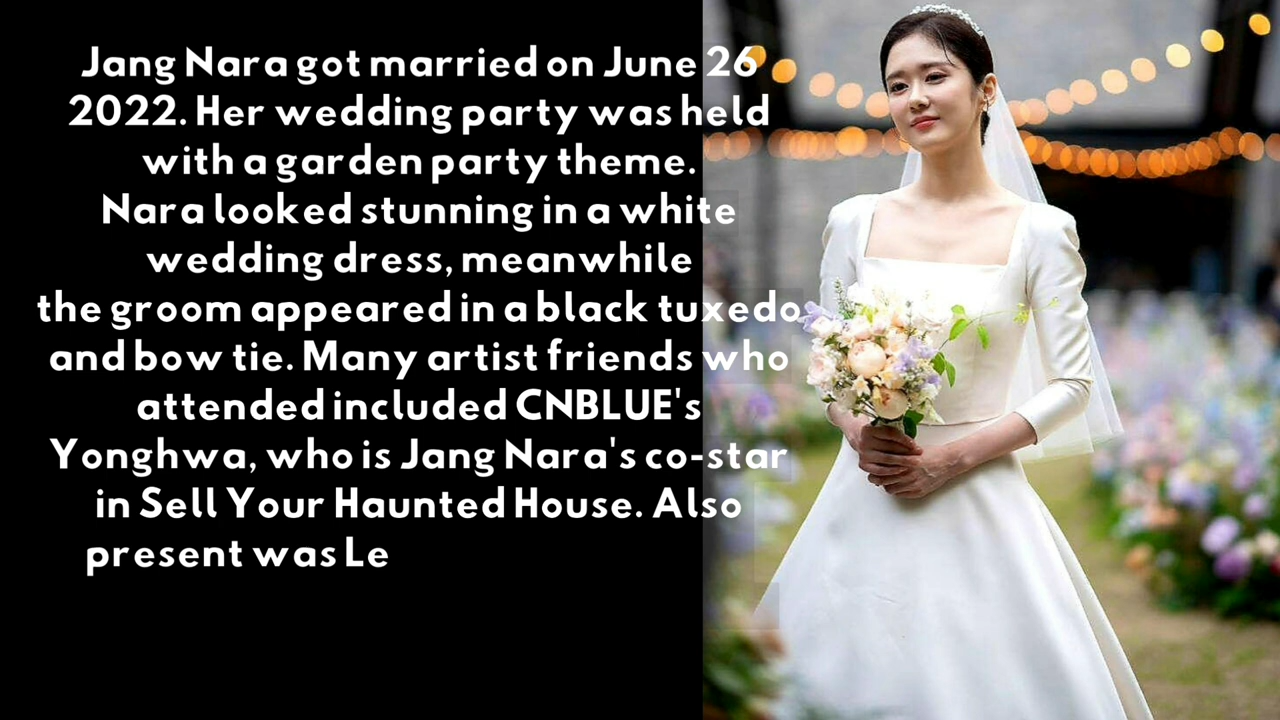 Jang Nara got married on June 26
2022. Her wedding party was held
with a garden party theme.
Nara looked stunning in a white
wedding dress, meanwhile
the groom appeared in a black tuxedo
and bow tie. Many artist friends who
attended included CNBLUE's
Yonghwa, who is Jang Nara's co-star
in Sell Your Haunted House. Also
present was Le